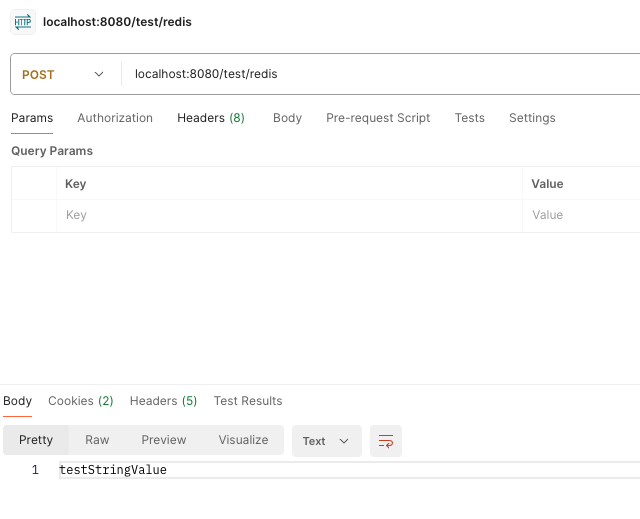 HTTP localhost:8080/test/redis
POST localhost:8080/test/redis
Params Authorization Headers (8) Body Pre-request Script Tests Settings
Query Params
Key Value
Key Value
Body Cookies (2) Headers (5) Test Results
Pretty Raw Preview Visualize Text
1 testStringValue